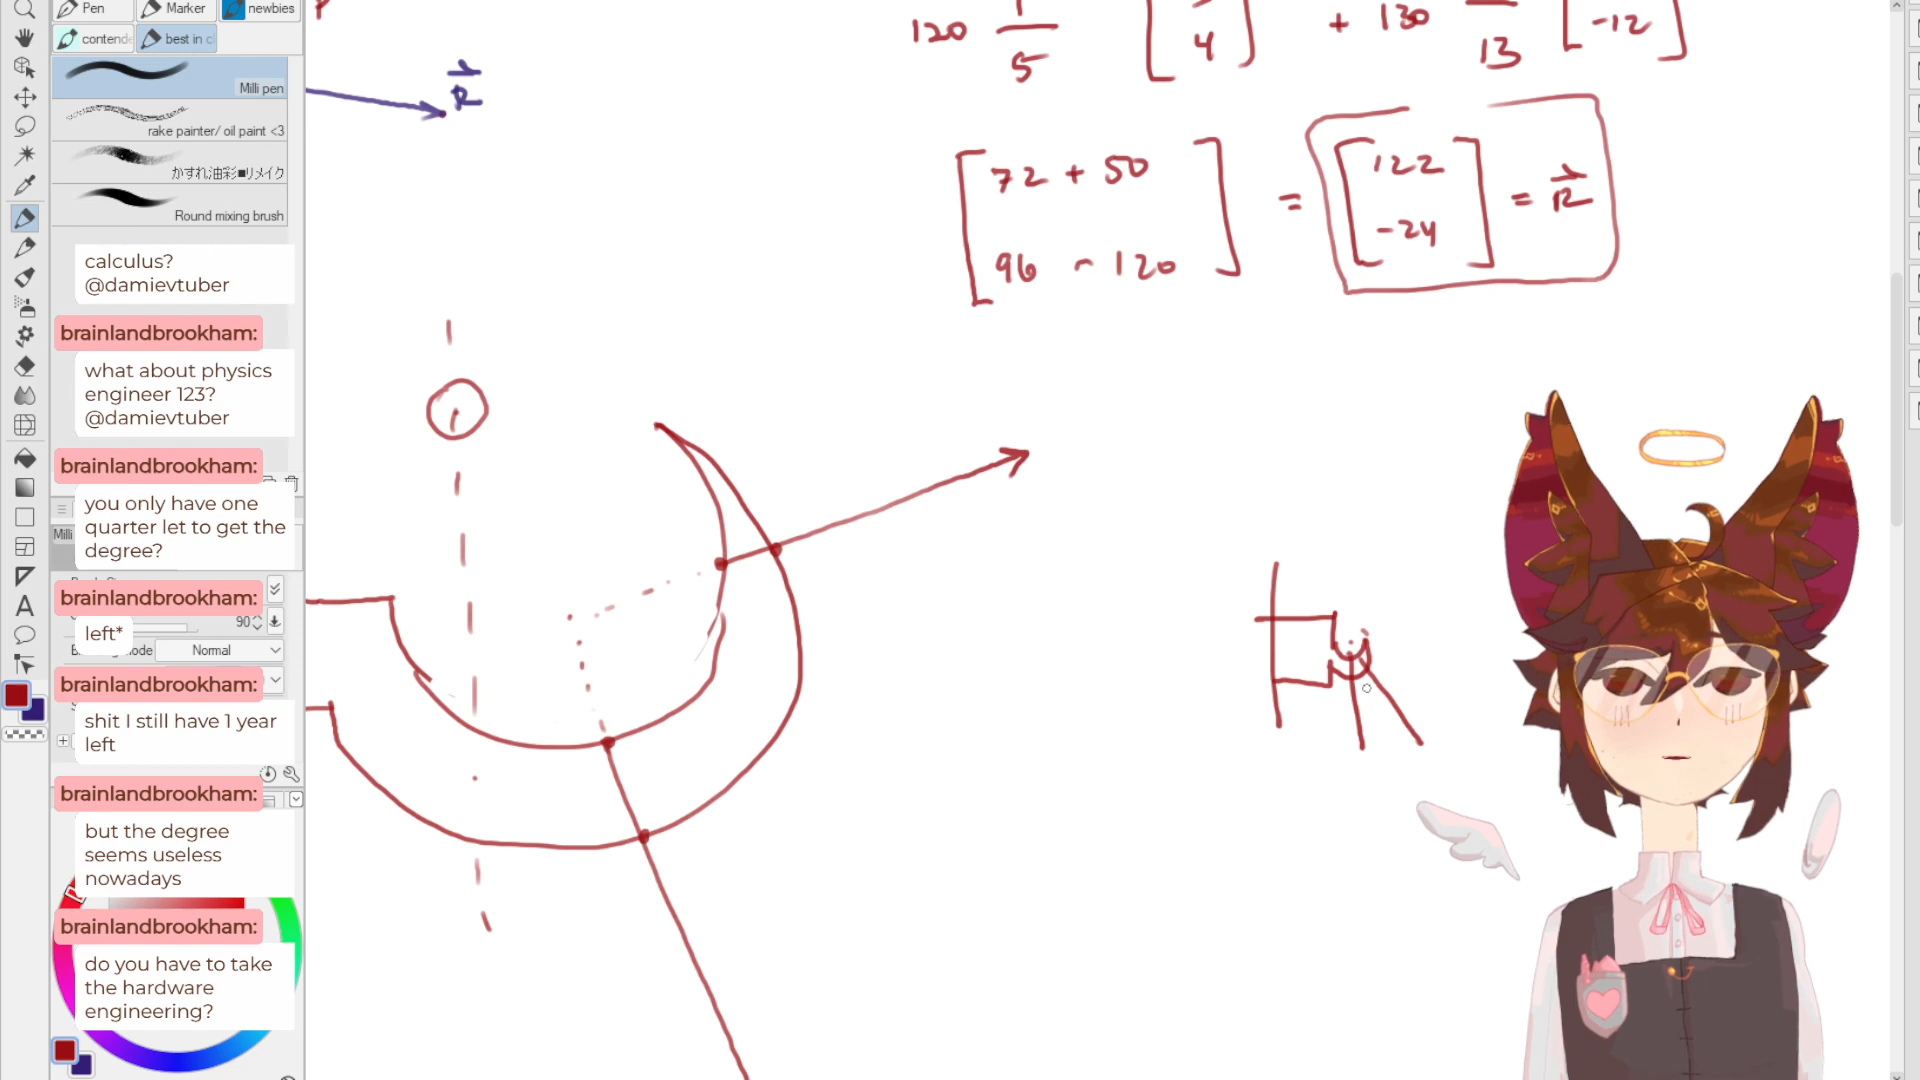 Pen
Marker
newbies
contend
best in c
Milli pen
rake painter/ oil paint <3
かすれ油彩■リメイク
Round mixing brush
calculus?
@damievtuber
brainlandbrookham:
what about physics
engineer 123?
@damievtuber
brainlandbrookham:
you only have one
quarter let to get the
degree?
Milli
brainlandbrookham:
left*
90
Normal
brainlandbrookham:
shit I still have 1 year
left
brainlandbrookham:
but the degree
seems useless
nowadays
brainlandbrookham:
do you have to take
the hardware
engineering?
R
120
5
4
+ 130
13
-12
72 + 50
96 - 120
=
122
-24
= R
A